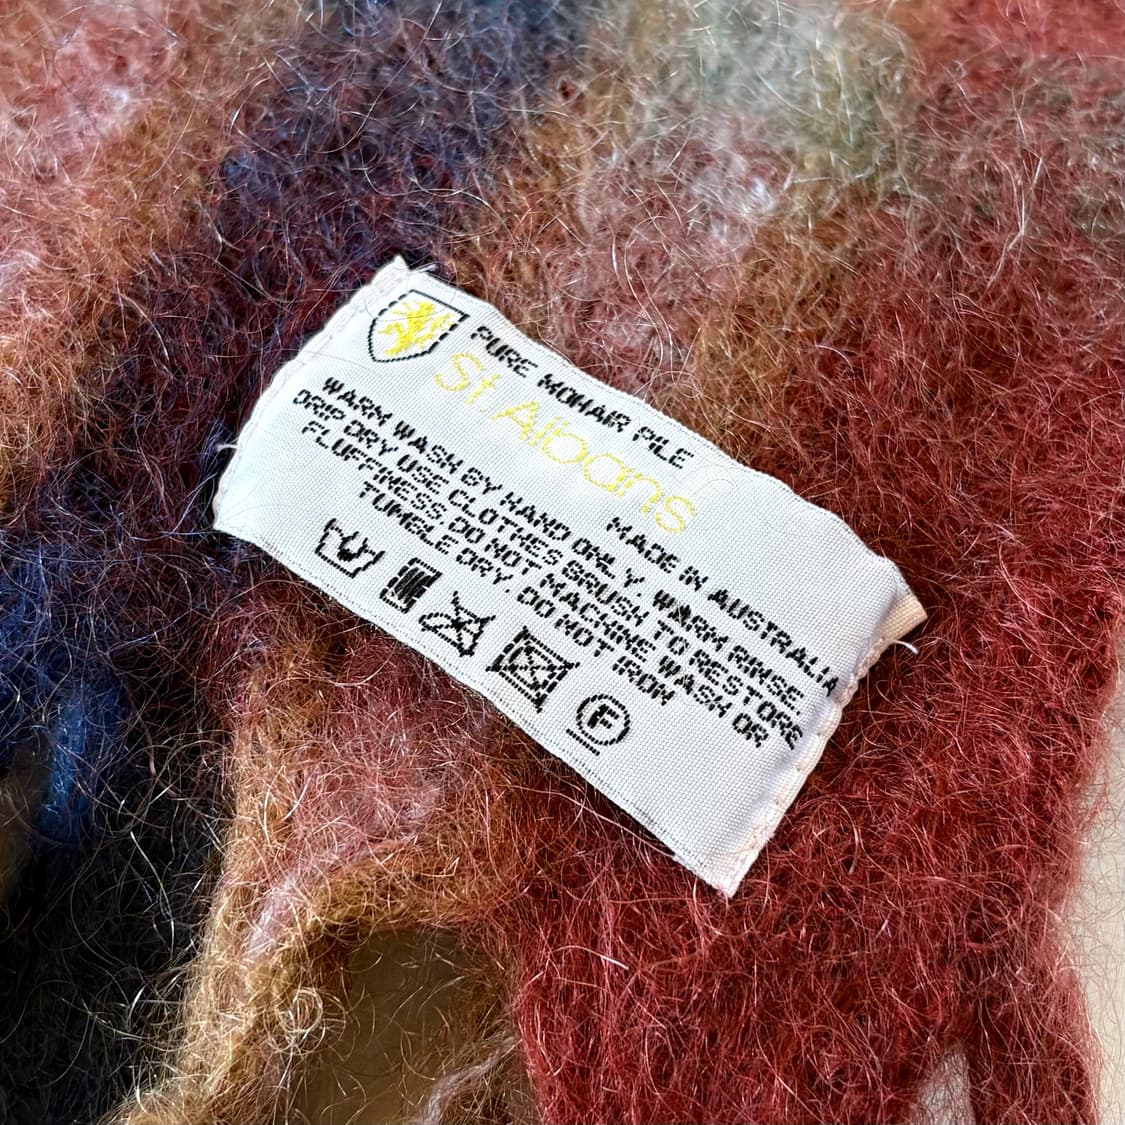 PURE MOHAIR PILE
St. Albans
MADE IN AUSTRALIA
WARM WASH BY HAND ONLY. WARM RINSE.
DRIP DRY USE CLOTHES BRUSH TO RESTORE
FLUFFINESS. DO NOT MACHINE WASH OR
TUMBLE DRY. DO NOT IRON
F